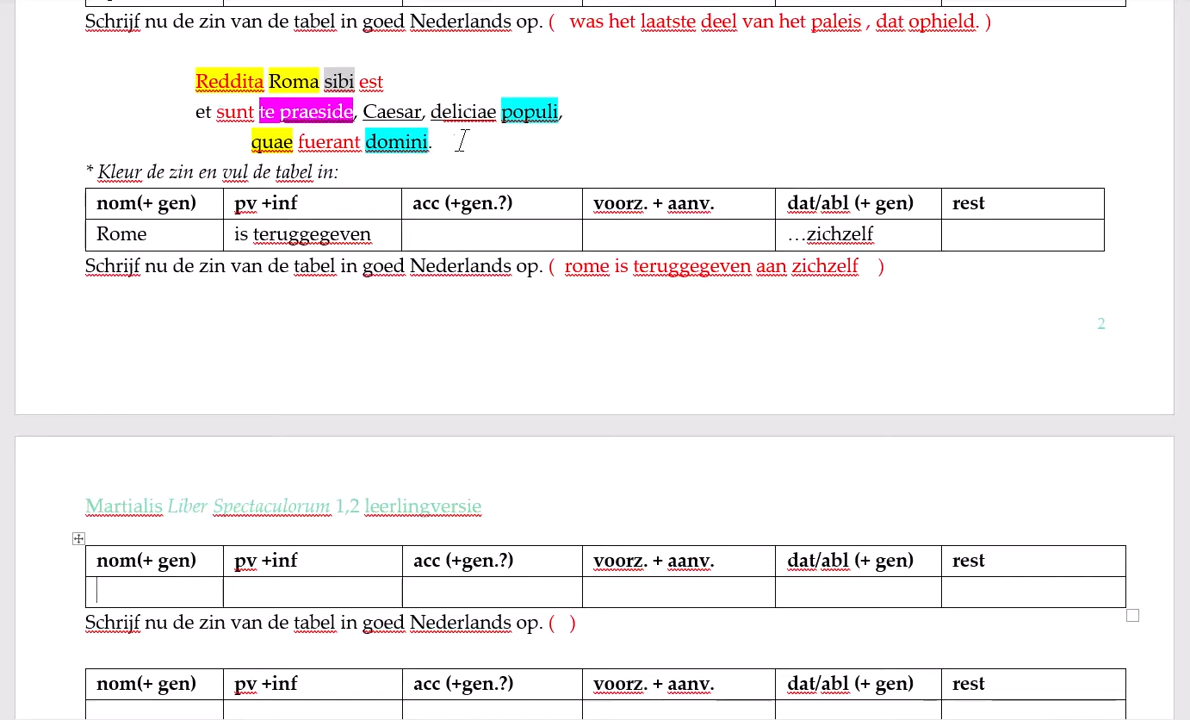 Schrijf nu de zin van de tabel in goed Nederlands op. ( was het laatste deel van het paleis , dat ophield. )
Reddita Roma sibi est
et sunt te praeside, Caesar, deliciae populi,
quae fuerant domini.
* Kleur de zin en vul de tabel in:
nom(+ gen) pv +inf acc (+gen.?) voorz. + aanv. dat/abl (+ gen) rest
Rome is teruggegeven …zichzelf
Schrijf nu de zin van de tabel in goed Nederlands op. ( rome is teruggegeven aan zichzelf )
2
Martialis Liber Spectaculorum 1,2 leerlingversie
nom(+ gen) pv +inf acc (+gen.?) voorz. + aanv. dat/abl (+ gen) rest
Schrijf nu de zin van de tabel in goed Nederlands op. ( )
nom(+ gen) pv +inf acc (+gen.?) voorz. + aanv. dat/abl (+ gen) rest